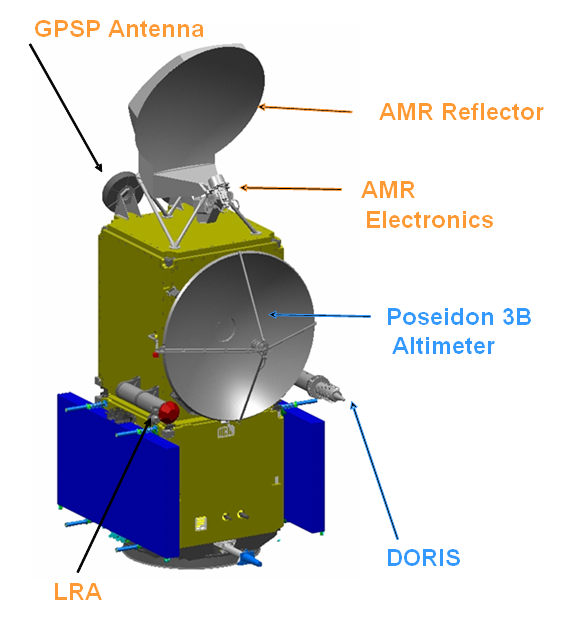 GPSP Antenna
AMR Reflector
AMR
Electronics
Poseidon 3B
Altimeter
DORIS
LRA